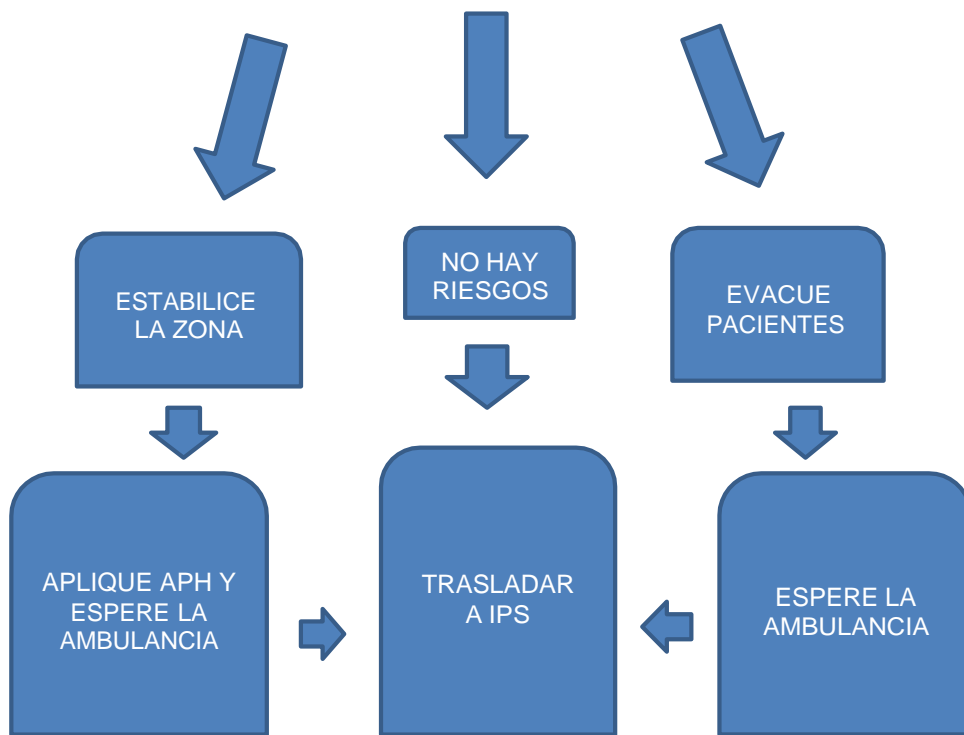 ESTABILICE
LA ZONA
NO HAY
RIESGOS
EVACUE
PACIENTES
APLIQUE APH Y
ESPERE LA
AMBULANCIA
TRASLADAR
A IPS
ESPERE LA
AMBULANCIA